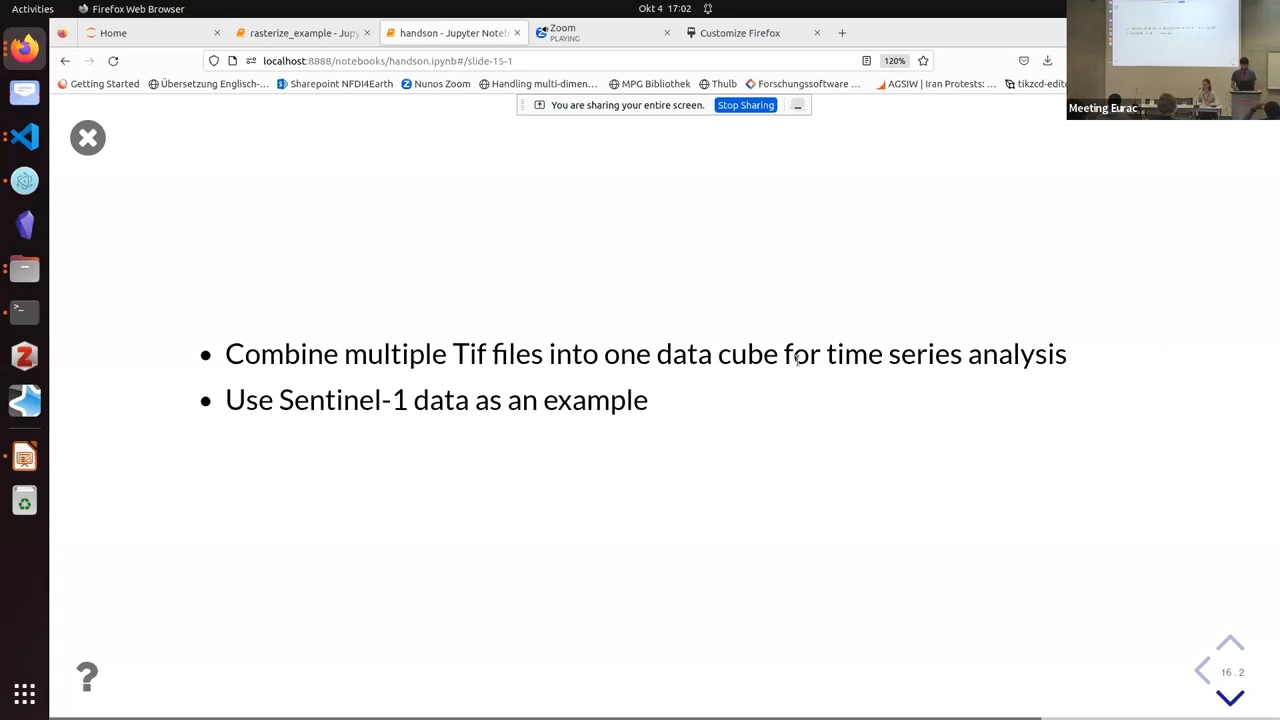 Activities
Firefox Web Browser
Okt 4 17:02
Home
rasterize_example - Jupy
handson - Jupyter Noteb
Zoom
PLAYING
Customize Firefox
localhost:8888/notebooks/handson.ipynb#/slide-15-1
120%
Getting Started
Übersetzung Englisch-…
Sharepoint NFDI4Earth
Nunos Zoom
Handling multi-dimen…
MPG Bibliothek
Thulb
Forschungssoftware …
AGSIW | Iran Protests: …
tikzcd-edito
You are sharing your entire screen.
Stop Sharing
Meeting Eurac
• Combine multiple Tif files into one data cube for time series analysis
• Use Sentinel-1 data as an example
?
16.2